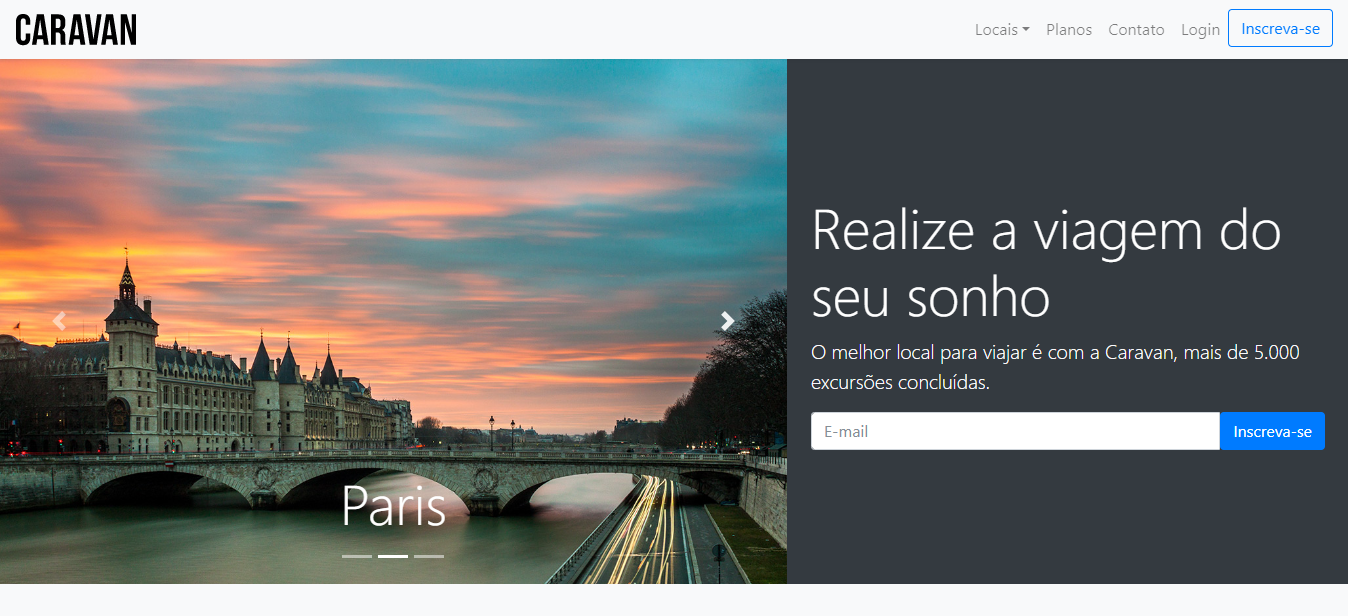 CARAVAN
Locais Planos Contato Login Inscreva-se
Realize a viagem do
seu sonho
O melhor local para viajar é com a Caravan, mais de 5.000
excursões concluídas.
E-mail Inscreva-se
Paris